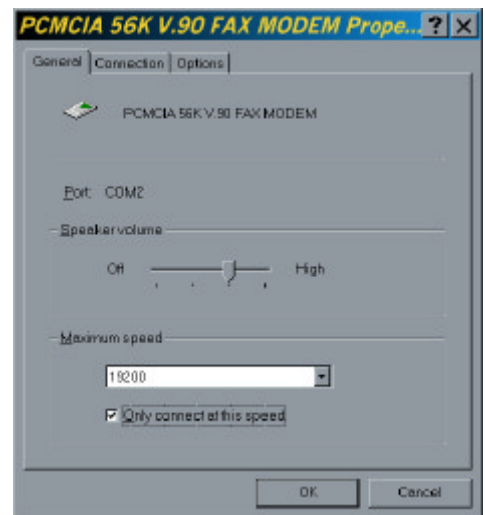 PCMCIA 56K V.90 FAX MODEM Prope... ? ×
General Connection Options
PCMCIA 56K V.90 FAX MODEM
Port: COM2
Speaker volume
Off High
Maximum speed
19200
Only connect at this speed
OK Cancel